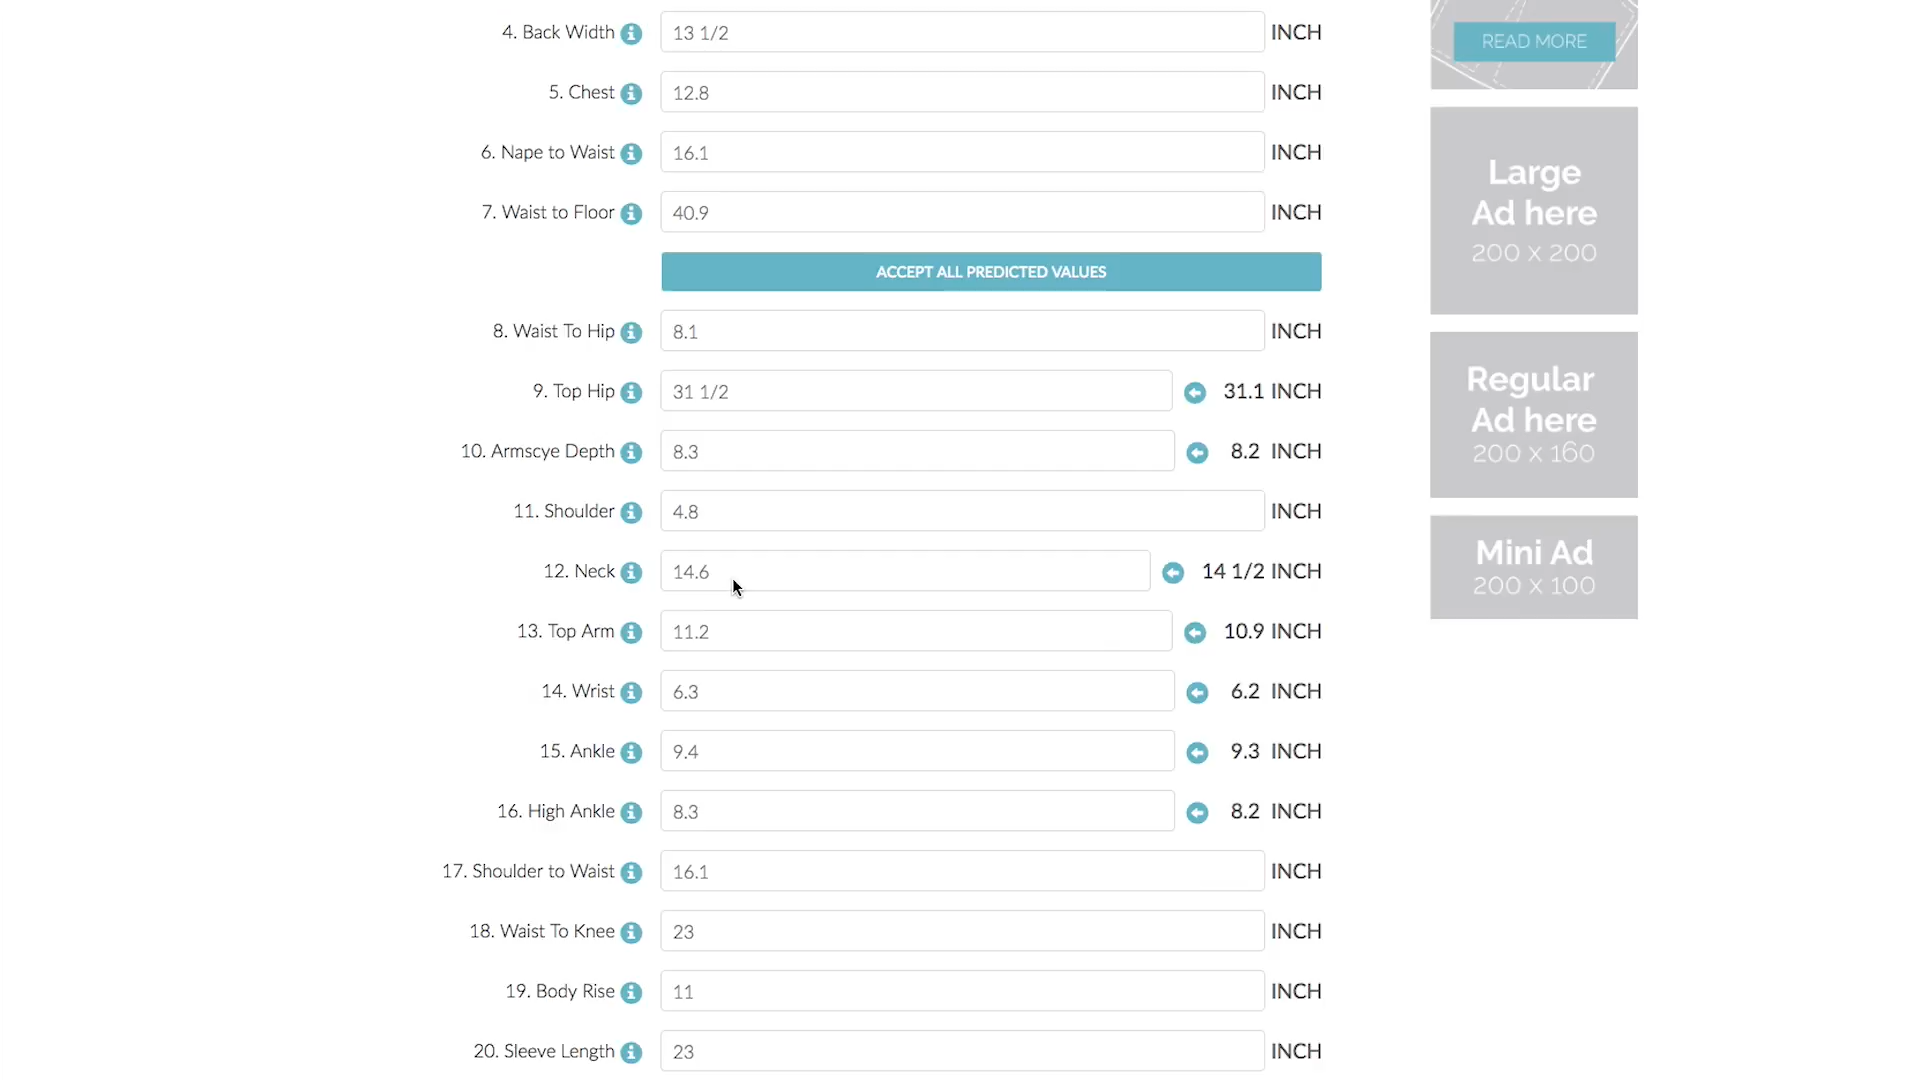 4. Back Width 13 1/2 INCH
5. Chest 12.8 INCH
6. Nape to Waist 16.1 INCH
7. Waist to Floor 40.9 INCH
ACCEPT ALL PREDICTED VALUES
8. Waist To Hip 8.1 INCH
9. Top Hip 31 1/2 31.1 INCH
10. Armscye Depth 8.3 8.2 INCH
11. Shoulder 4.8 INCH
12. Neck 14.6 14 1/2 INCH
13. Top Arm 11.2 10.9 INCH
14. Wrist 6.3 6.2 INCH
15. Ankle 9.4 9.3 INCH
16. High Ankle 8.3 8.2 INCH
17. Shoulder to Waist 16.1 INCH
18. Waist To Knee 23 INCH
19. Body Rise 11 INCH
20. Sleeve Length 23 INCH
READ MORE
Large
Ad here
200 x 200
Regular
Ad here
200 x 160
Mini Ad
200 x 100